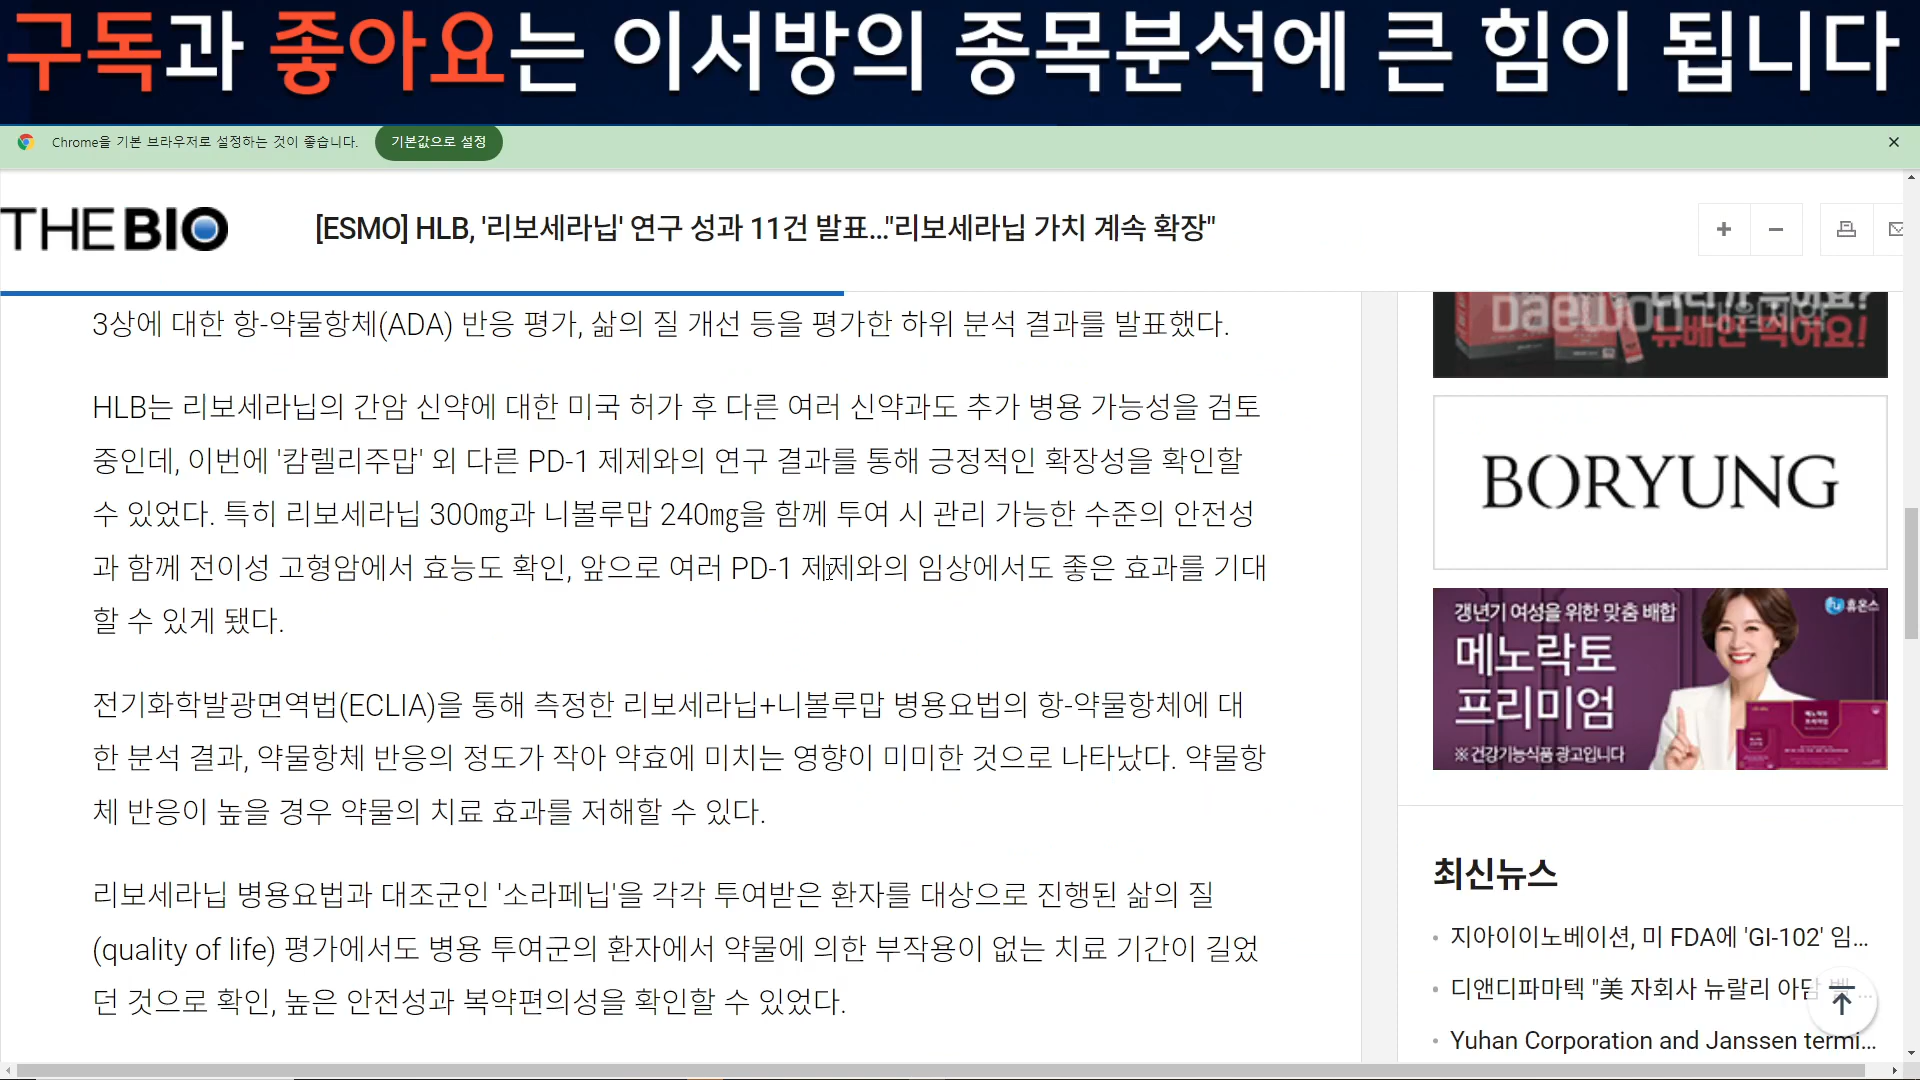 구독과 좋아요는 이서방의 종목분석에 큰 힘이 됩니다
Chrome을 기본 브라우저로 설정하는 것이 좋습니다.
기본값으로 설정
THE BIO
[ESMO] HLB, '리보세라닙' 연구 성과 11건 발표..."리보세라닙 가치 계속 확장"
3상에 대한 항-약물항체(ADA) 반응 평가, 삶의 질 개선 등을 평가한 하위 분석 결과를 발표했다.
HLB는 리보세라닙의 간암 신약에 대한 미국 허가 후 다른 여러 신약과도 추가 병용 가능성을 검토
중인데, 이번에 '캄렐리주맙' 외 다른 PD-1 제제와의 연구 결과를 통해 긍정적인 확장성을 확인할
수 있었다. 특히 리보세라닙 300㎎과 니볼루맙 240㎎을 함께 투여 시 관리 가능한 수준의 안전성
과 함께 전이성 고형암에서 효능도 확인, 앞으로 여러 PD-1 제제와의 임상에서도 좋은 효과를 기대
할 수 있게 됐다.
전기화학발광면역법(ECLIA)을 통해 측정한 리보세라닙+니볼루맙 병용요법의 항-약물항체에 대
한 분석 결과, 약물항체 반응의 정도가 작아 약효에 미치는 영향이 미미한 것으로 나타났다. 약물항
체 반응이 높을 경우 약물의 치료 효과를 저해할 수 있다.
리보세라닙 병용요법과 대조군인 '소라페닙'을 각각 투여받은 환자를 대상으로 진행된 삶의 질
(quality of life) 평가에서도 병용 투여군의 환자에서 약물에 의한 부작용이 없는 치료 기간이 길었
던 것으로 확인, 높은 안전성과 복약편의성을 확인할 수 있었다.
Daewon 대원제약
뉴베인 먹어요!
BORYUNG
휴온스
갱년기 여성을 위한 맞춤 배합
메노락토
프리미엄
※ 건강기능식품 광고입니다
최신뉴스
지아이이노베이션, 미 FDA에 'GI-102' 임...
디앤디파마텍 "美 자회사 뉴랄리 아담
Yuhan Corporation and Janssen termi...